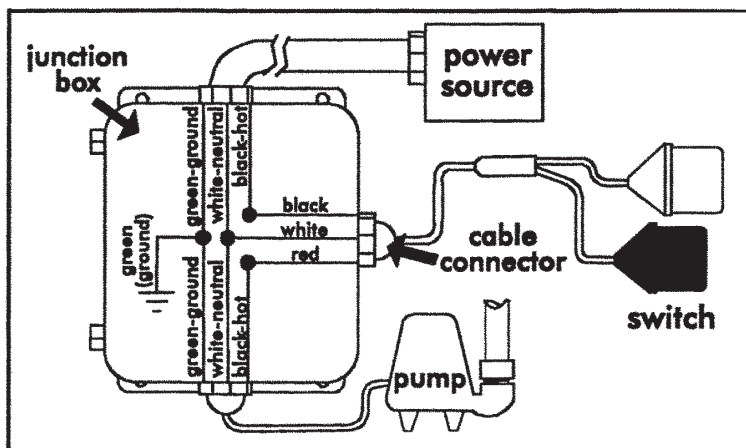 junction
box
power
source
green-ground
white-neutral
black-hot
black
white
red
green
(ground)
cable
connector
switch
green-ground
white-neutral
black-hot
pump